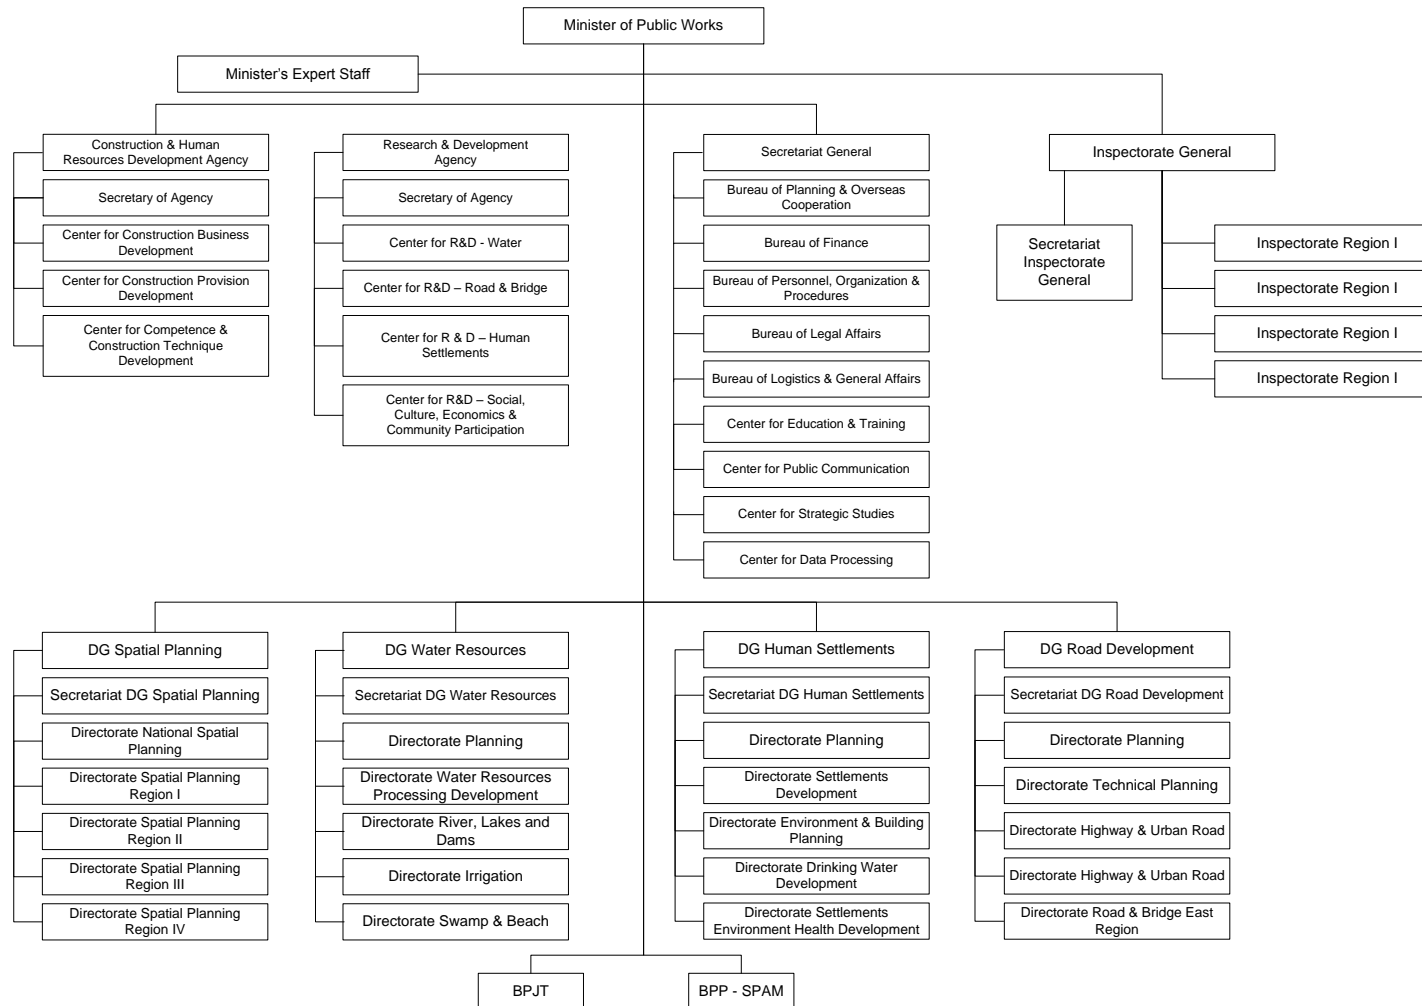 Minister of Public Works
Minister's Expert Staff
Construction & Human
Resources Development Agency
Secretary of Agency
Center for Construction Business
Development
Center for Construction Provision
Development
Center for Competence &
Construction Technique
Development
Research & Development
Agency
Secretary of Agency
Center for R&D - Water
Center for R&D – Road & Bridge
Center for R & D – Human
Settlements
Center for R&D – Social,
Culture, Economics &
Community Participation
Secretariat General
Bureau of Planning & Overseas
Cooperation
Bureau of Finance
Bureau of Personnel, Organization &
Procedures
Bureau of Legal Affairs
Bureau of Logistics & General Affairs
Center for Education & Training
Center for Public Communication
Center for Strategic Studies
Center for Data Processing
Inspectorate General
Secretariat
Inspectorate
General
Inspectorate Region I
Inspectorate Region I
Inspectorate Region I
Inspectorate Region I
DG Spatial Planning
Secretariat DG Spatial Planning
Directorate National Spatial
Planning
Directorate Spatial Planning
Region I
Directorate Spatial Planning
Region II
Directorate Spatial Planning
Region III
Directorate Spatial Planning
Region IV
DG Water Resources
Secretariat DG Water Resources
Directorate Planning
Directorate Water Resources
Processing Development
Directorate River, Lakes and
Dams
Directorate Irrigation
Directorate Swamp & Beach
DG Human Settlements
Secretariat DG Human Settlements
Directorate Planning
Directorate Settlements
Development
Directorate Environment & Building
Planning
Directorate Drinking Water
Development
Directorate Settlements
Environment Health Development
DG Road Development
Secretariat DG Road Development
Directorate Planning
Directorate Technical Planning
Directorate Highway & Urban Road
Directorate Highway & Urban Road
Directorate Road & Bridge East
Region
BPJT
BPP - SPAM